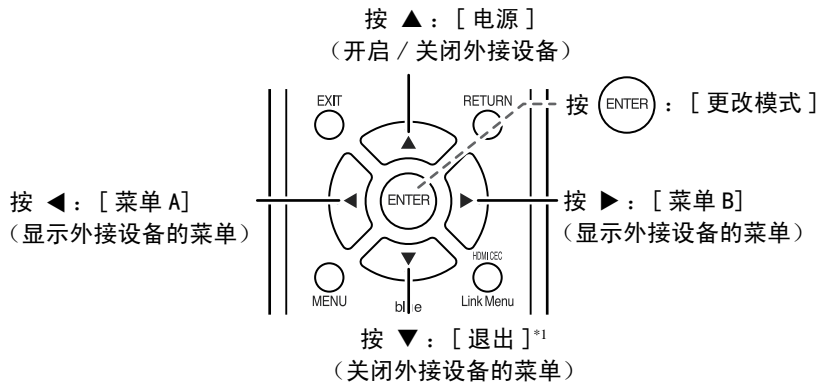 按 ▲：[ 电源 ]
（开启 / 关闭外接设备）
EXIT
RETURN
按 ENTER ：[ 更改模式 ]
按 ◀：[ 菜单 A]
（显示外接设备的菜单）
ENTER
按 ▶：[ 菜单 B]
（显示外接设备的菜单）
HDMI CEC
MENU
Link Menu
按 ▼：[ 退出 ]*1
（关闭外接设备的菜单）